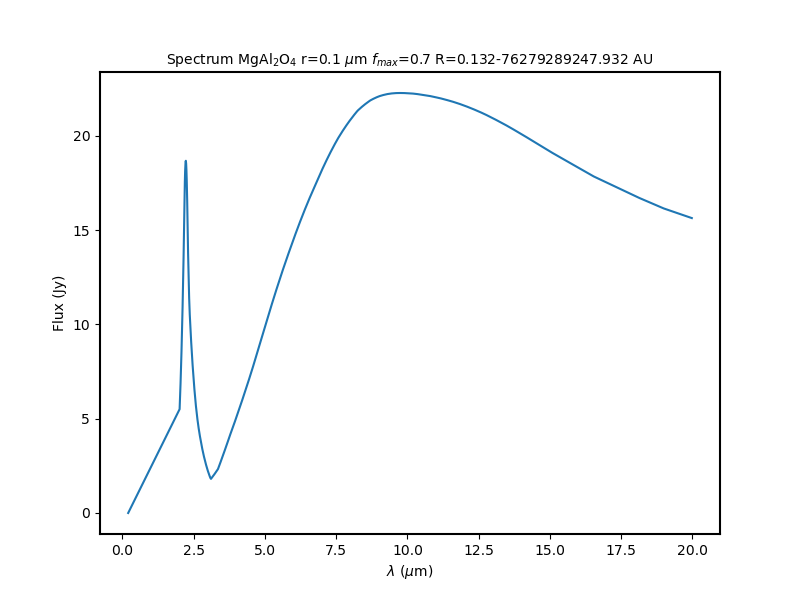 Spectrum MgAl₂O₄ r=0.1 μm fₘₐₓ=0.7 R=0.132-76279289247.932 AU
Flux (Jy)
20
15
10
5
0
0.0 2.5 5.0 7.5 10.0 12.5 15.0 17.5 20.0
λ (μm)